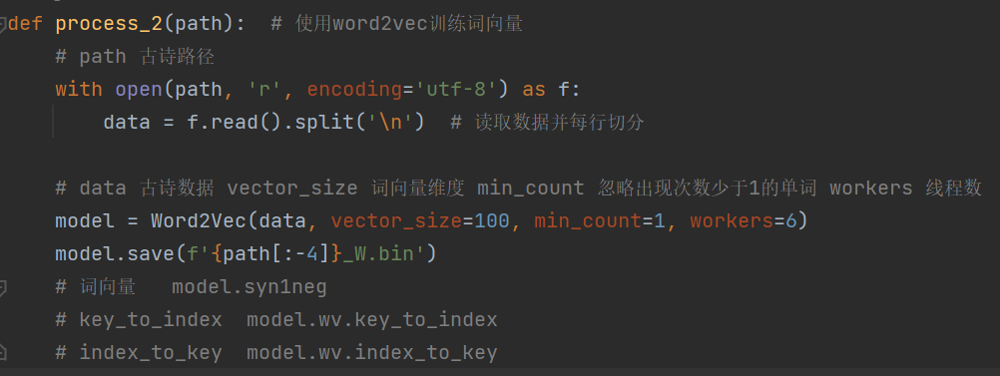 def process_2(path):  # 使用word2vec训练词向量
    # path 古诗路径
    with open(path, 'r', encoding='utf-8') as f:
        data = f.read().split('\n')  # 读取数据并每行切分
    # data 古诗数据 vector_size 词向量维度 min_count 忽略出现次数少于1的单词 workers 线程数
    model = Word2Vec(data, vector_size=100, min_count=1, workers=6)
    model.save(f'{path[:-4]}_W.bin')
    # 词向量   model.syn1neg
    # key_to_index  model.wv.key_to_index
    # index_to_key  model.wv.index_to_key